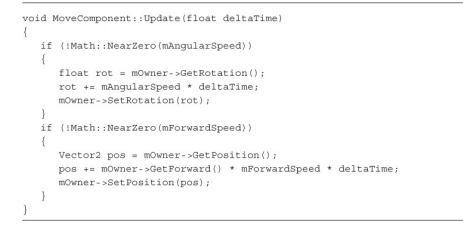 void MoveComponent::Update(float deltaTime)
{
   if (!Math::NearZero(mAngularSpeed))
   {
      float rot = mOwner->GetRotation();
      rot += mAngularSpeed * deltaTime;
      mOwner->SetRotation(rot);
   }
   if (!Math::NearZero(mForwardSpeed))
   {
      Vector2 pos = mOwner->GetPosition();
      pos += mOwner->GetForward() * mForwardSpeed * deltaTime;
      mOwner->SetPosition(pos);
   }
}